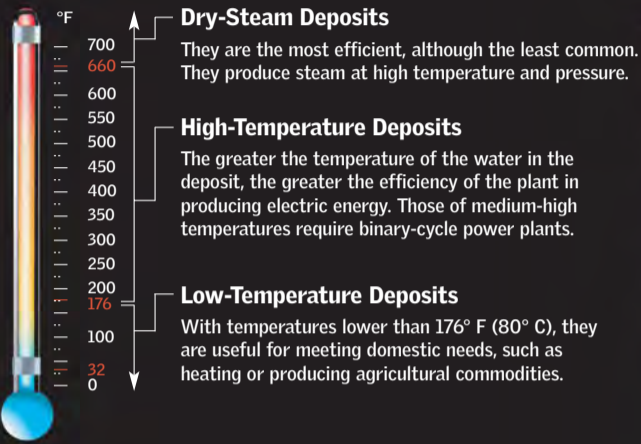 °F
700
660
600
550
500
450
400
350
300
250
200
176
100
32
0
Dry-Steam Deposits
They are the most efficient, although the least common.
They produce steam at high temperature and pressure.
High-Temperature Deposits
The greater the temperature of the water in the
deposit, the greater the efficiency of the plant in
producing electric energy. Those of medium-high
temperatures require binary-cycle power plants.
Low-Temperature Deposits
With temperatures lower than 176° F (80° C), they
are useful for meeting domestic needs, such as
heating or producing agricultural commodities.